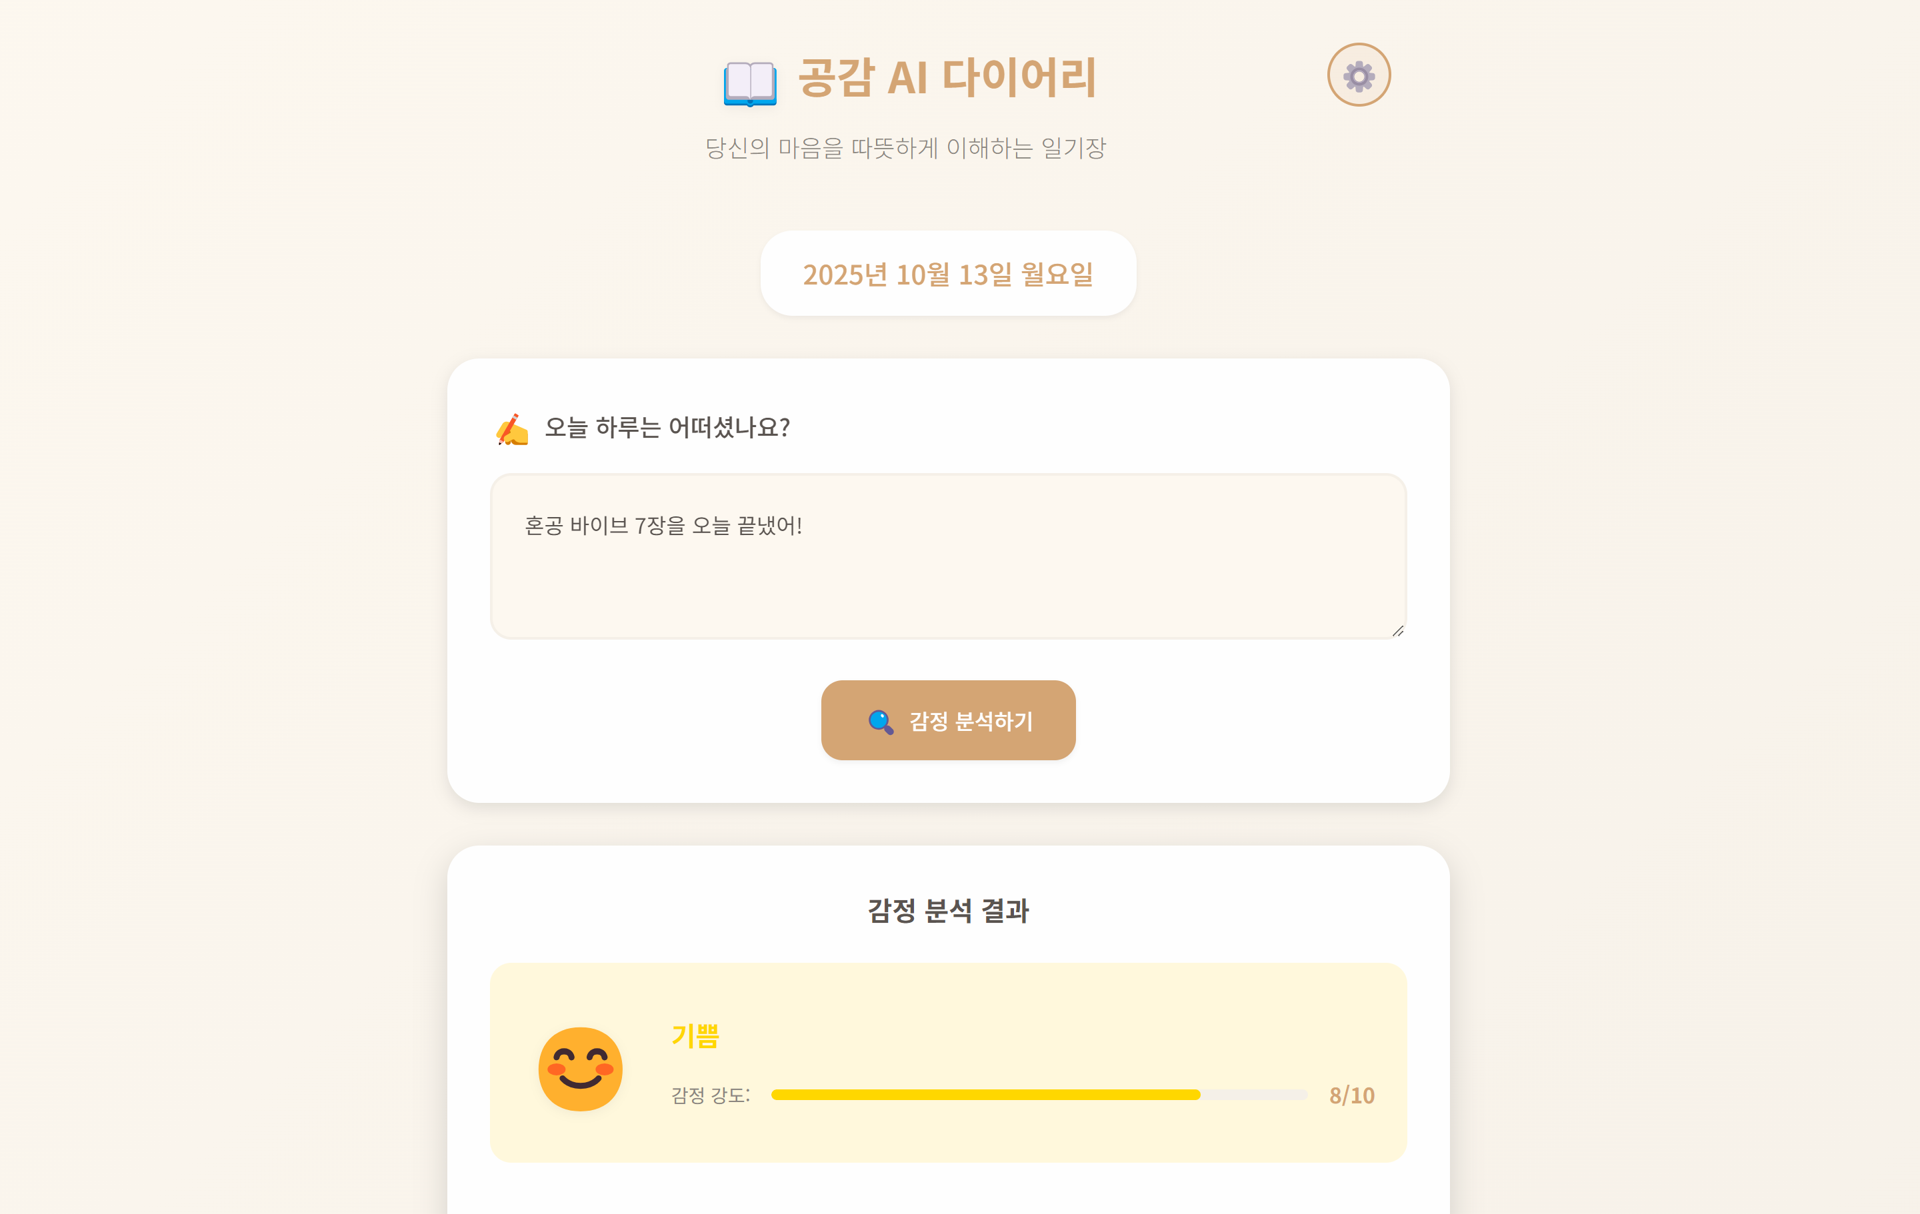 공감 AI 다이어리
당신의 마음을 따뜻하게 이해하는 일기장
2025년 10월 13일 월요일
오늘 하루는 어떠셨나요?
혼공 바이브 7장을 오늘 끝냈어!
감정 분석하기
감정 분석 결과
기쁨
감정 강도: 8/10